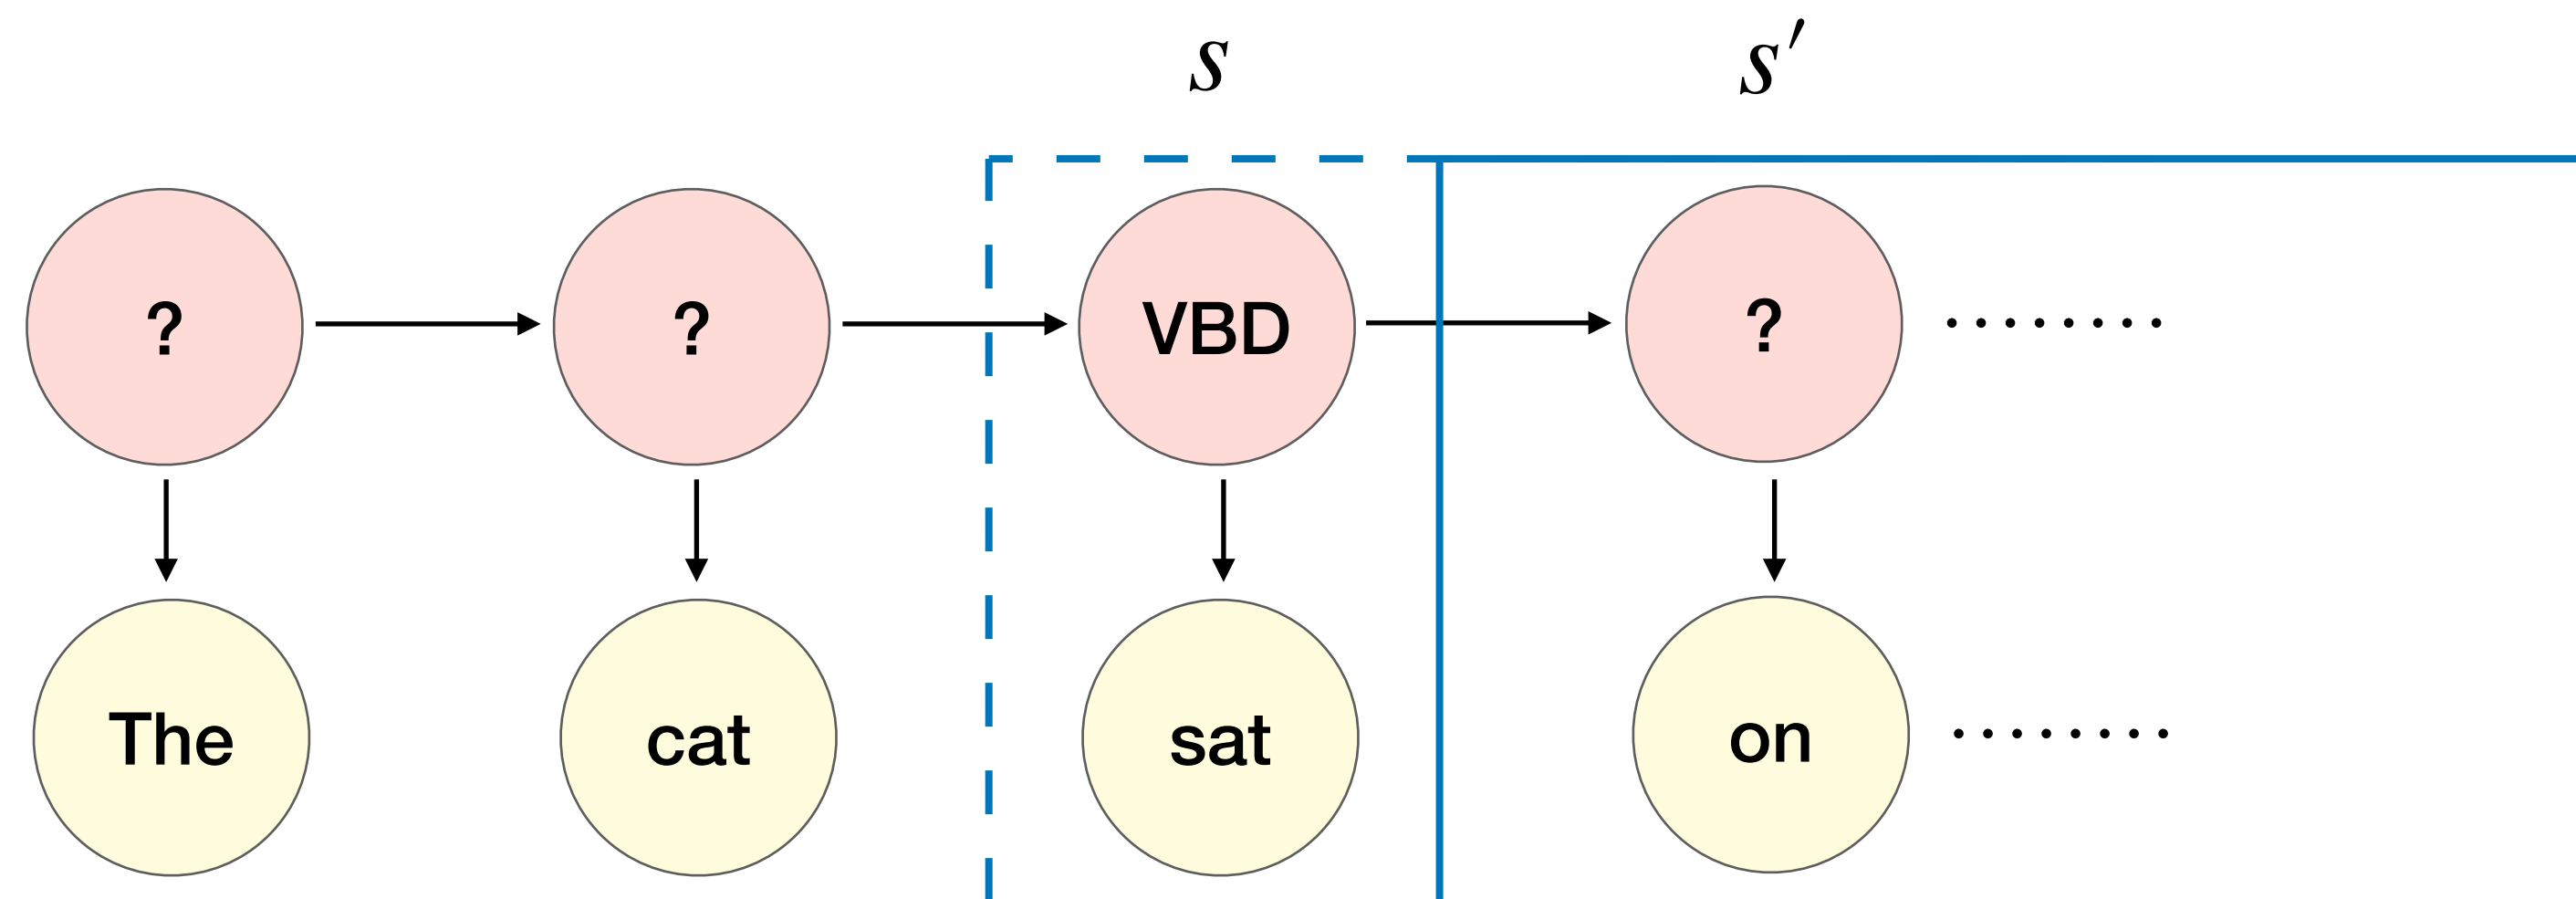 s s′
? ? VBD ? ........
The cat sat on ........